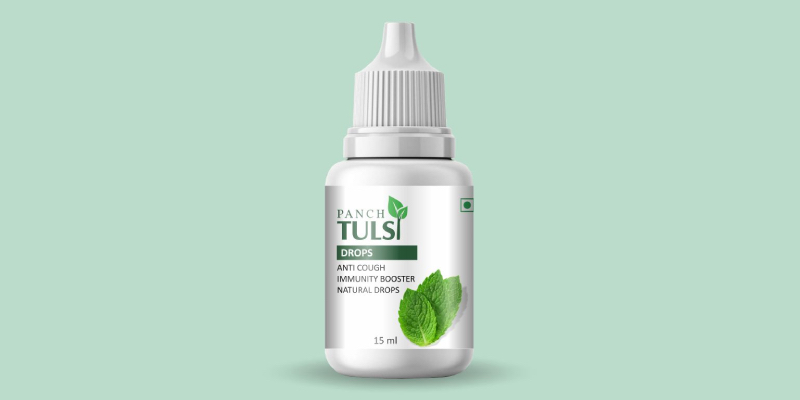 PANCH
TULSI
DROPS
ANTI COUGH
IMMUNITY BOOSTER
NATURAL DROPS
15 ml